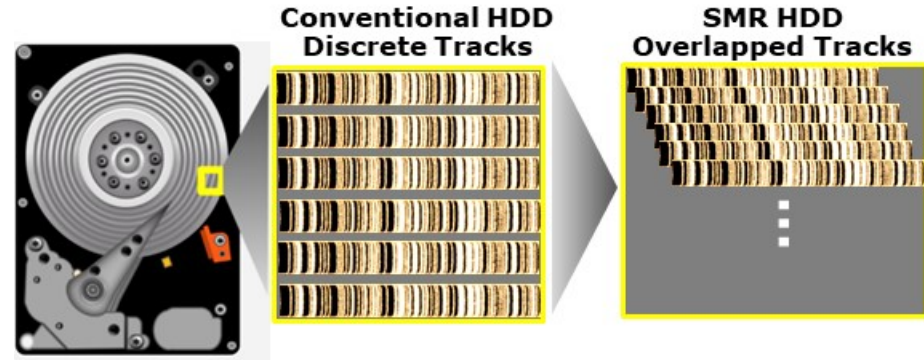 Conventional HDD
Discrete Tracks
SMR HDD
Overlapped Tracks